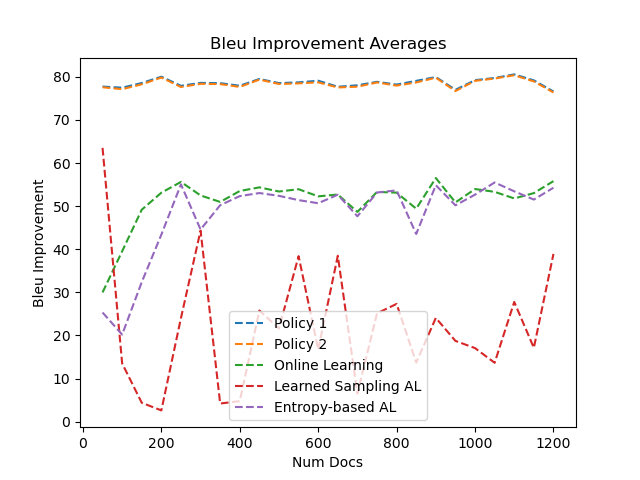 Bleu Improvement Averages
Bleu Improvement
80
70
60
50
40
30
20
10
0
Policy 1
Policy 2
Online Learning
Learned Sampling AL
Entropy-based AL
0 200 400 600 800 1000 1200
Num Docs